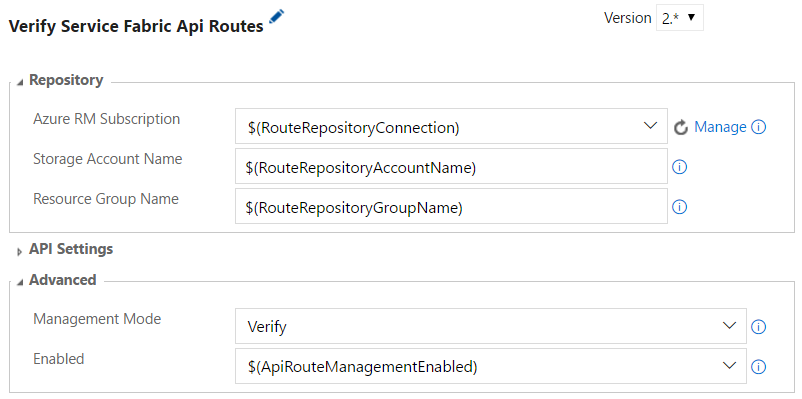 Verify Service Fabric Api Routes
Version 2.*
Repository
Azure RM Subscription $(RouteRepositoryConnection) Manage
Storage Account Name $(RouteRepositoryAccountName)
Resource Group Name $(RouteRepositoryGroupName)
API Settings
Advanced
Management Mode Verify
Enabled $(ApiRouteManagementEnabled)